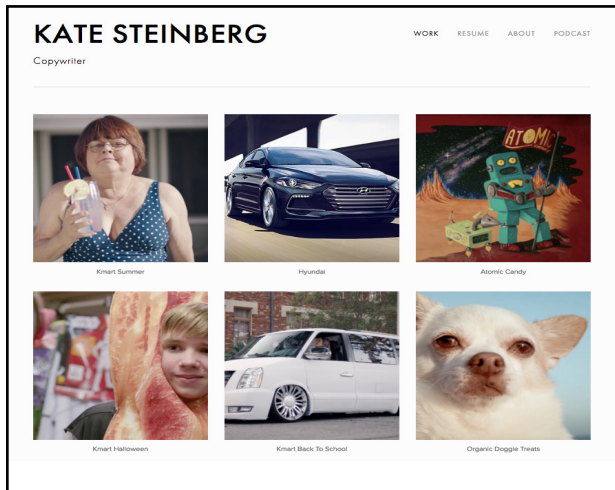 KATE STEINBERG
WORK RESUME ABOUT PODCAST
Copywriter
ATOMIC
Kmart Summer
Hyundai
Atomic Candy
Kmart Halloween
Kmart Back To School
Organic Doggie Treats